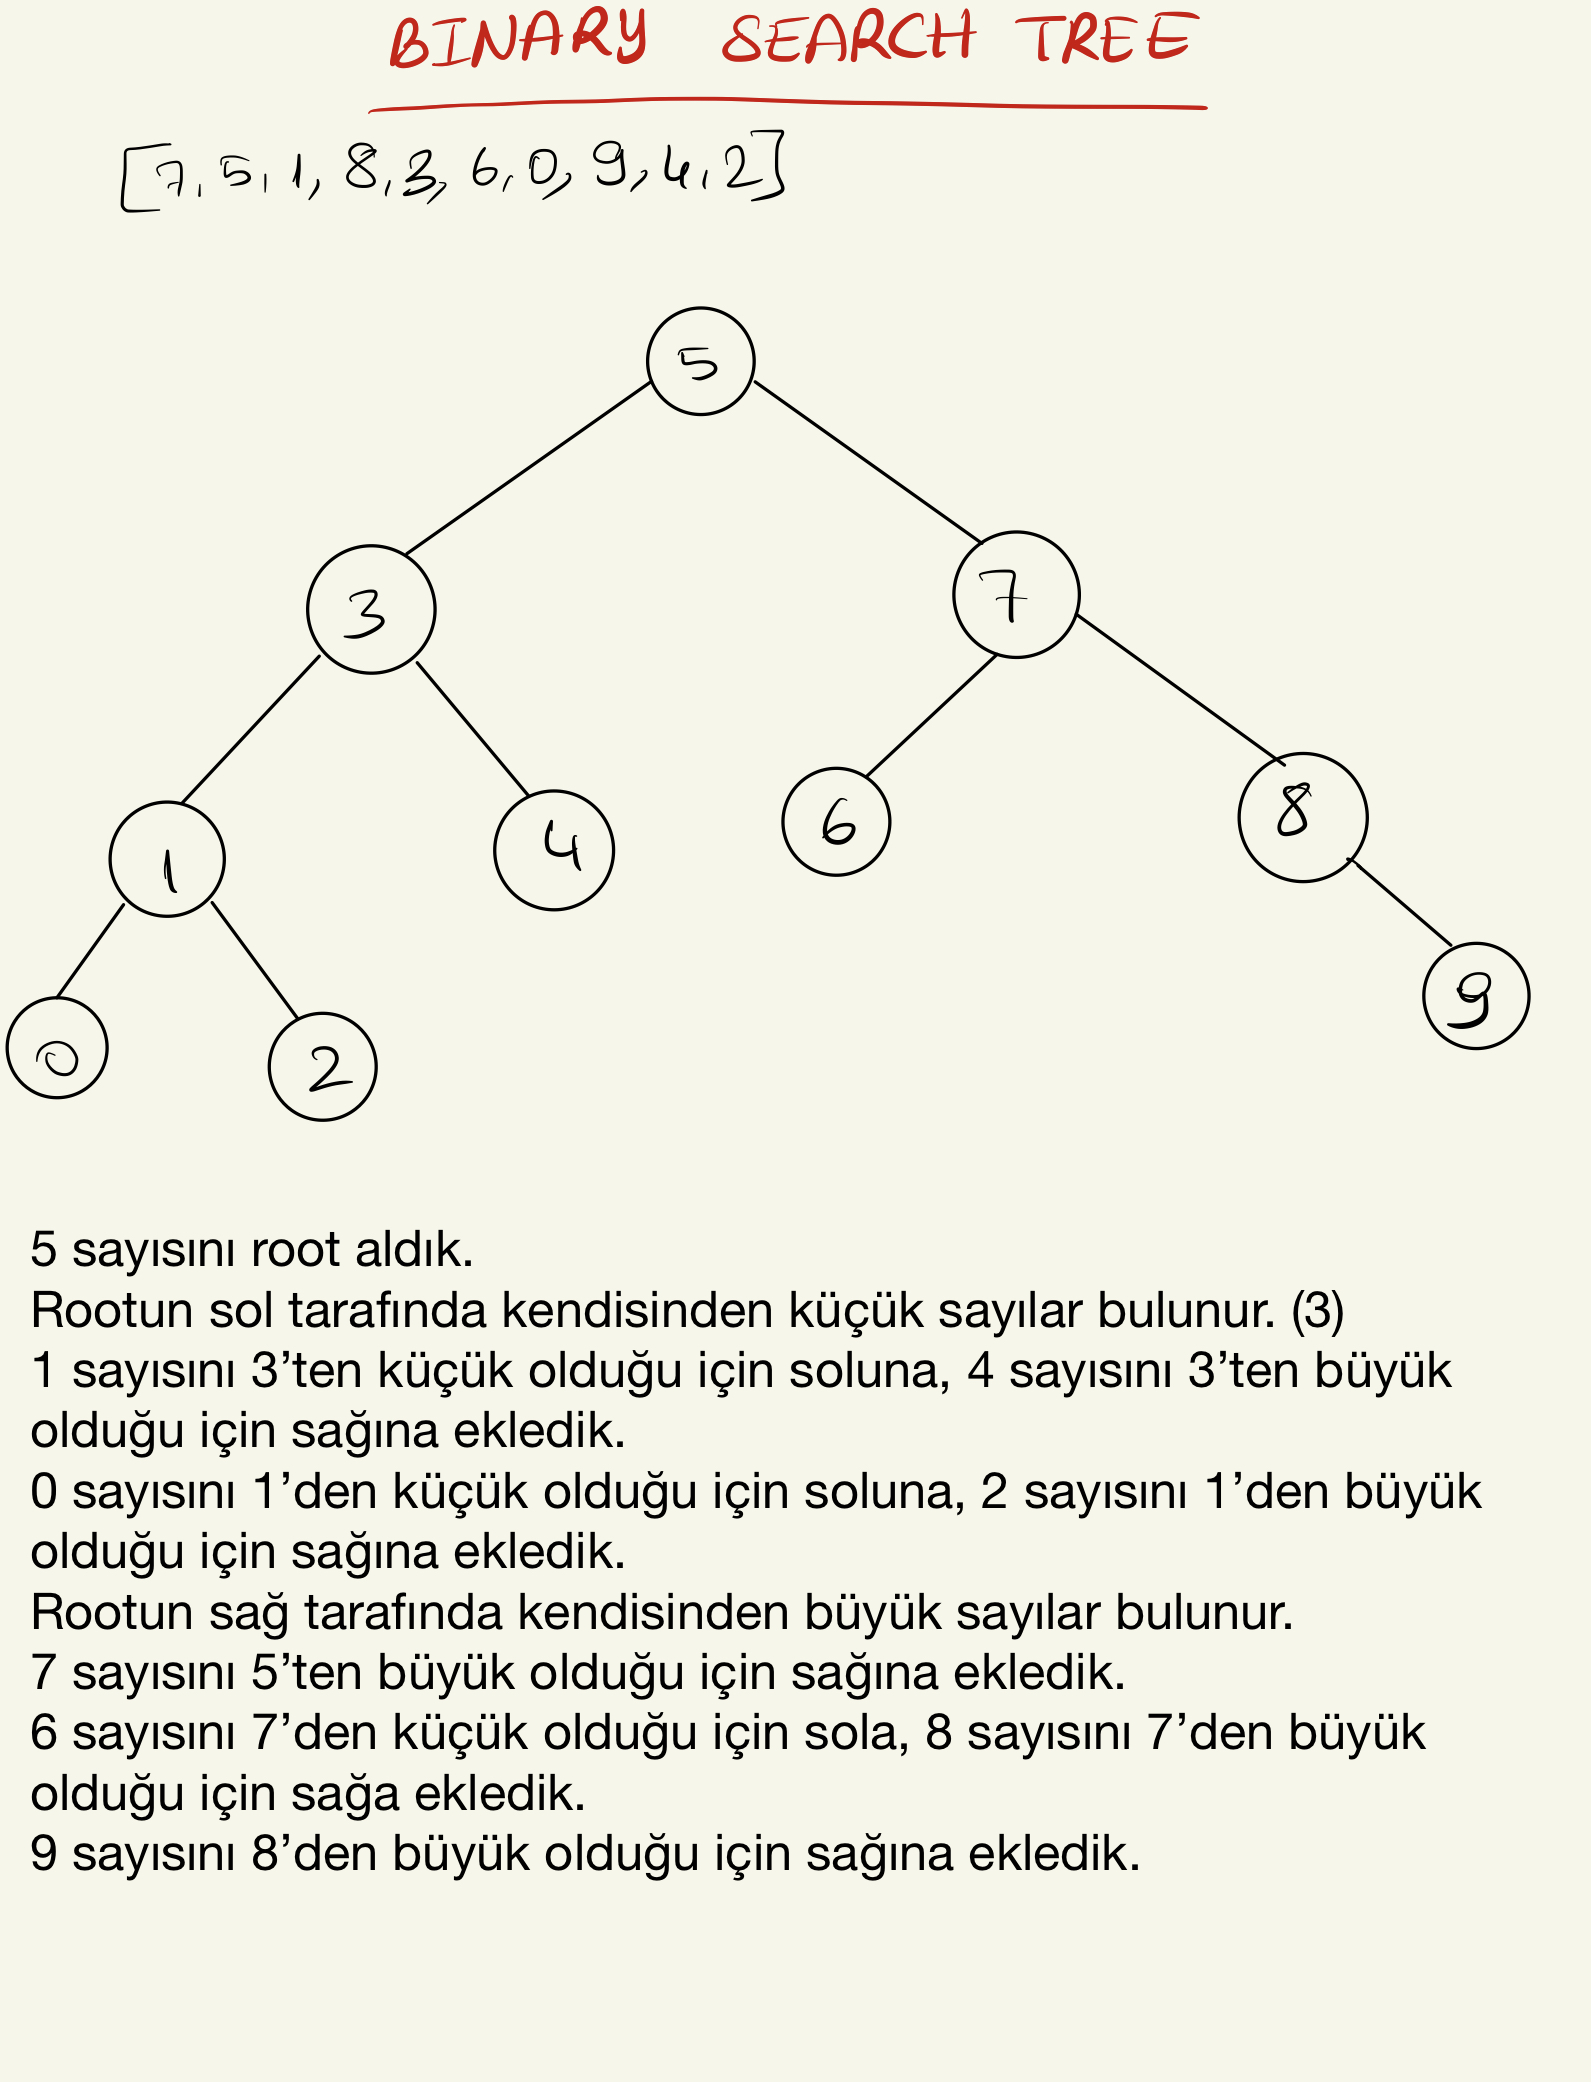 BINARY SEARCH TREE
[7, 5, 1, 8, 3, 6, 0, 9, 4, 2]
5
3 7
1 4 6 8
0 2 9
5 sayısını root aldık.
Rootun sol tarafında kendisinden küçük sayılar bulunur. (3)
1 sayısını 3’ten küçük olduğu için soluna, 4 sayısını 3’ten büyük
olduğu için sağına ekledik.
0 sayısını 1’den küçük olduğu için soluna, 2 sayısını 1’den büyük
olduğu için sağına ekledik.
Rootun sağ tarafında kendisinden büyük sayılar bulunur.
7 sayısını 5’ten büyük olduğu için sağına ekledik.
6 sayısını 7’den küçük olduğu için sola, 8 sayısını 7’den büyük
olduğu için sağa ekledik.
9 sayısını 8’den büyük olduğu için sağına ekledik.